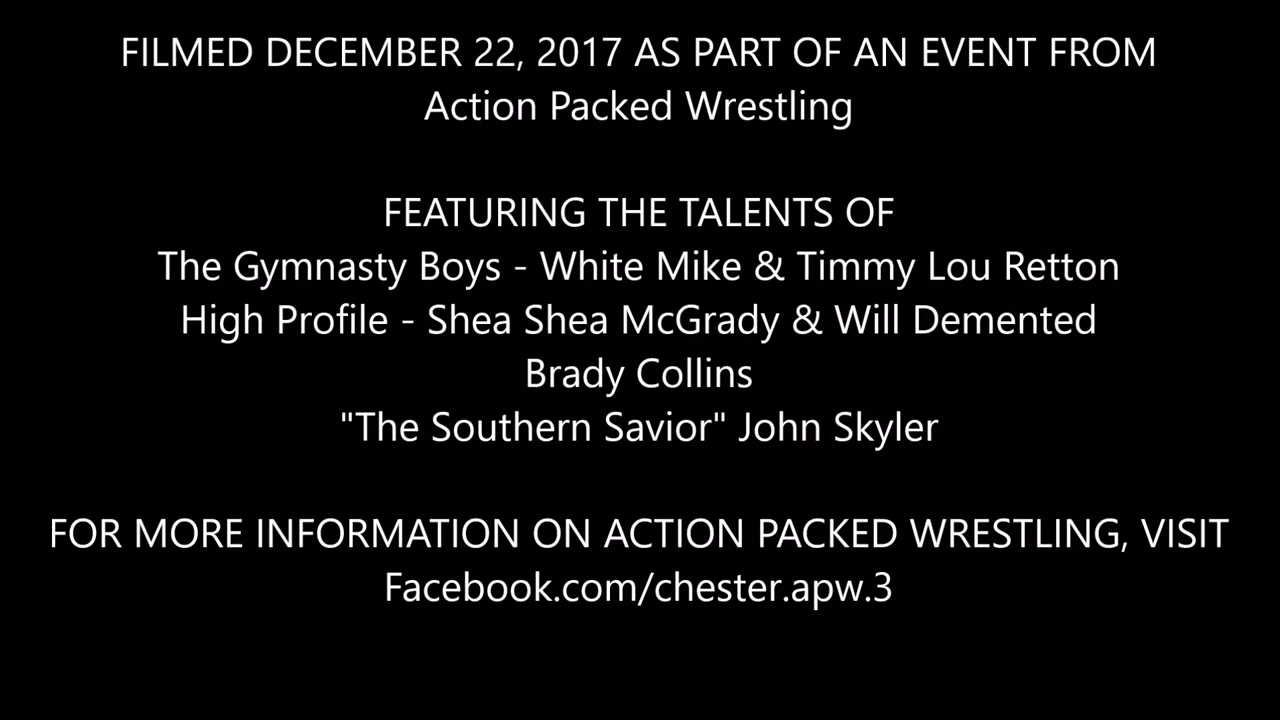 FILMED DECEMBER 22, 2017 AS PART OF AN EVENT FROM
Action Packed Wrestling
FEATURING THE TALENTS OF
The Gymnasty Boys - White Mike & Timmy Lou Retton
High Profile - Shea Shea McGrady & Will Demented
Brady Collins
"The Southern Savior" John Skyler
FOR MORE INFORMATION ON ACTION PACKED WRESTLING, VISIT
Facebook.com/chester.apw.3